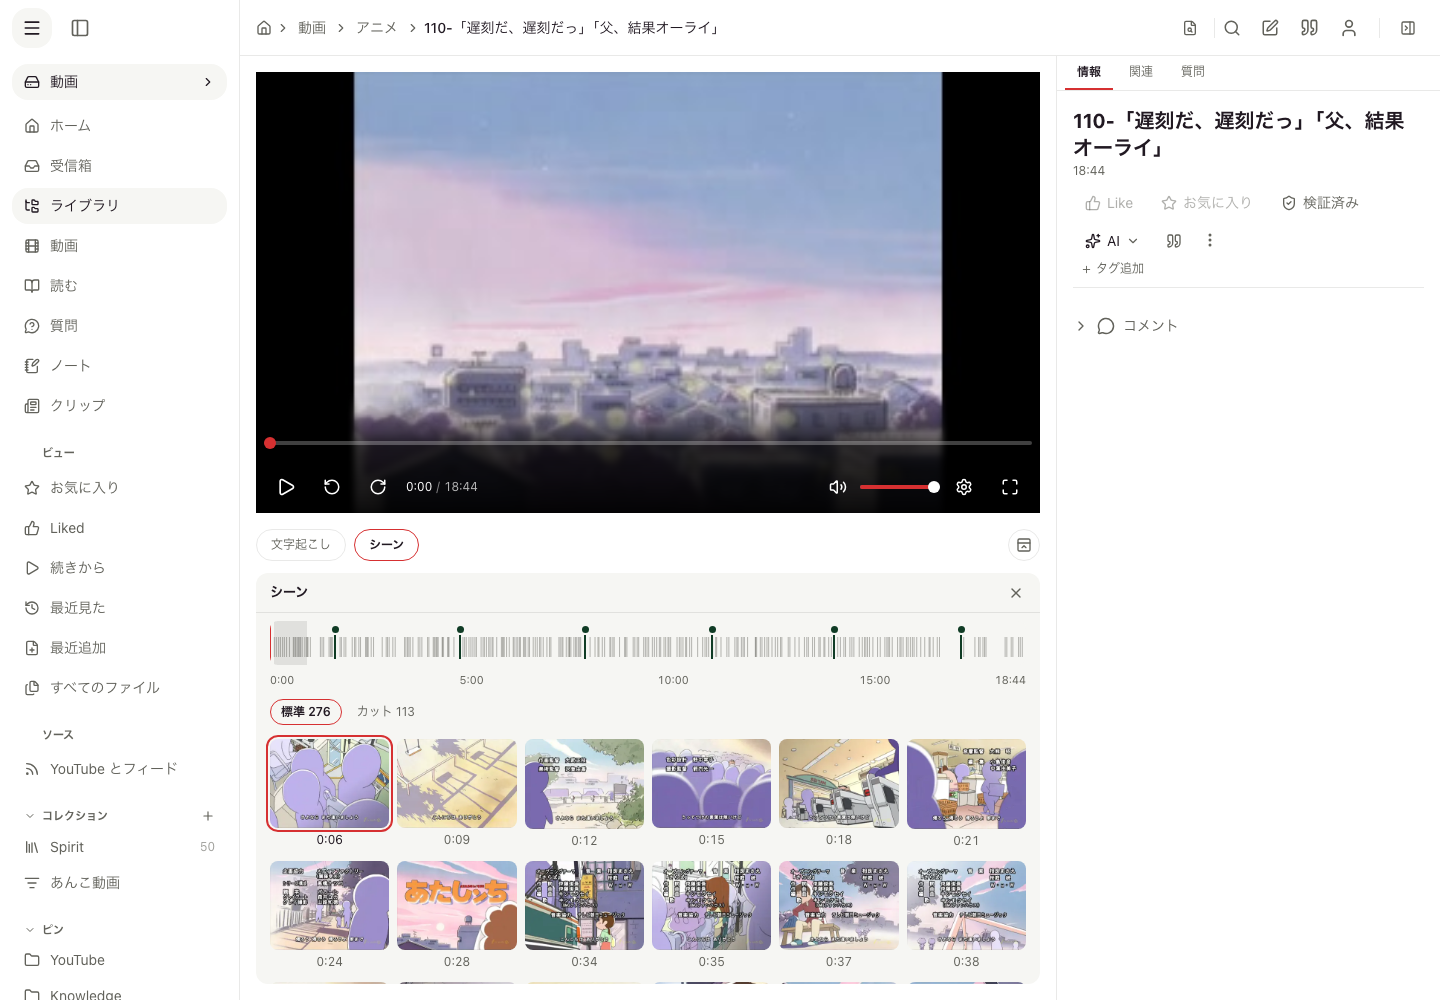 動画
ホーム
受信箱
ライブラリ
動画
読む
質問
ノート
クリップ
ビュー
お気に入り
Liked
続きから
最近見た
最近追加
すべてのファイル
ソース
YouTube とフィード
コレクション
Spirit 50
あんこ動画
ピン
YouTube
Knowledge
動画 アニメ 110-「遅刻だ、遅刻だっ」「父、結果オーライ」
0:00 / 18:44
文字起こし シーン
シーン
0:00 5:00 10:00 15:00 18:44
標準 276 カット 113
0:06 0:09 0:12 0:15 0:18 0:21
あたしンち
0:24 0:28 0:34 0:35 0:37 0:38
情報 関連 質問
110-「遅刻だ、遅刻だっ」「父、結果
オーライ」
18:44
Like お気に入り 検証済み
AI
+ タグ追加
コメント